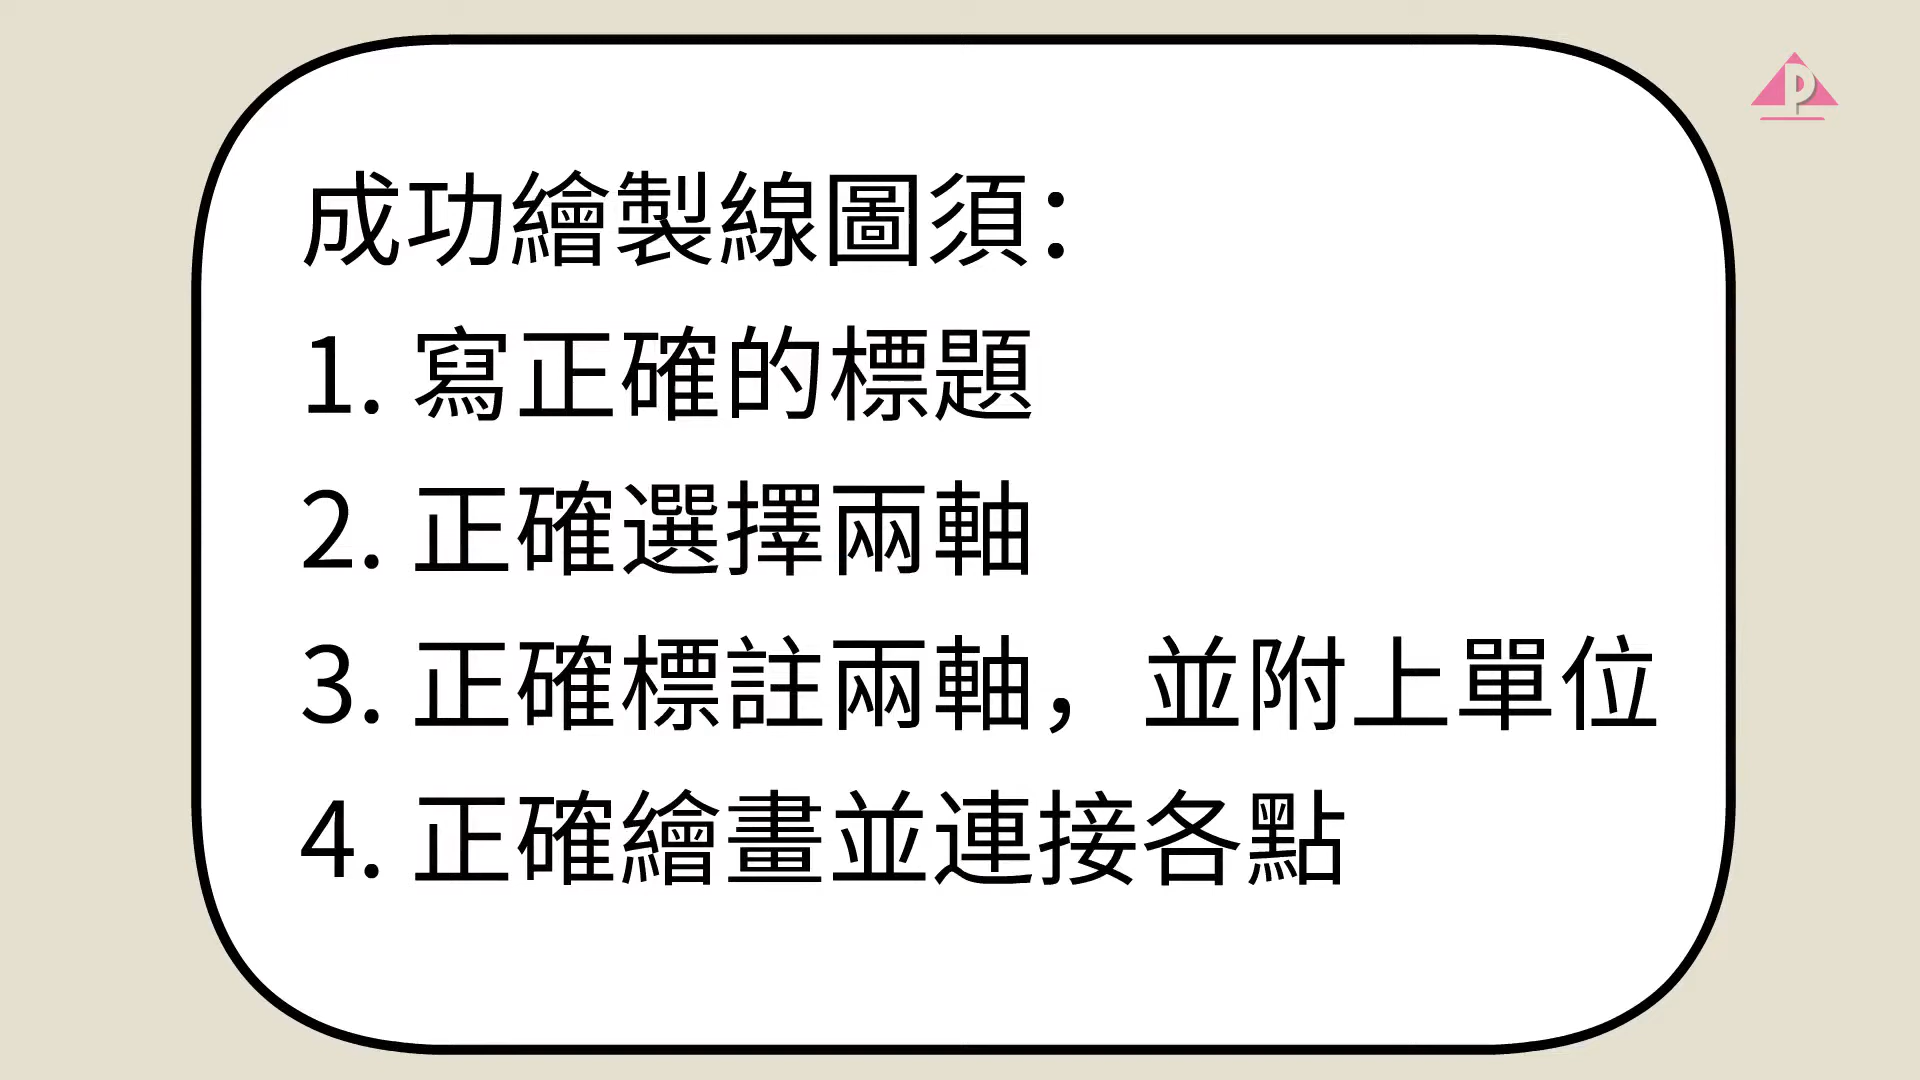 成功繪製線圖須：
1. 寫正確的標題
2. 正確選擇兩軸
3. 正確標註兩軸，並附上單位
4. 正確繪畫並連接各點
P